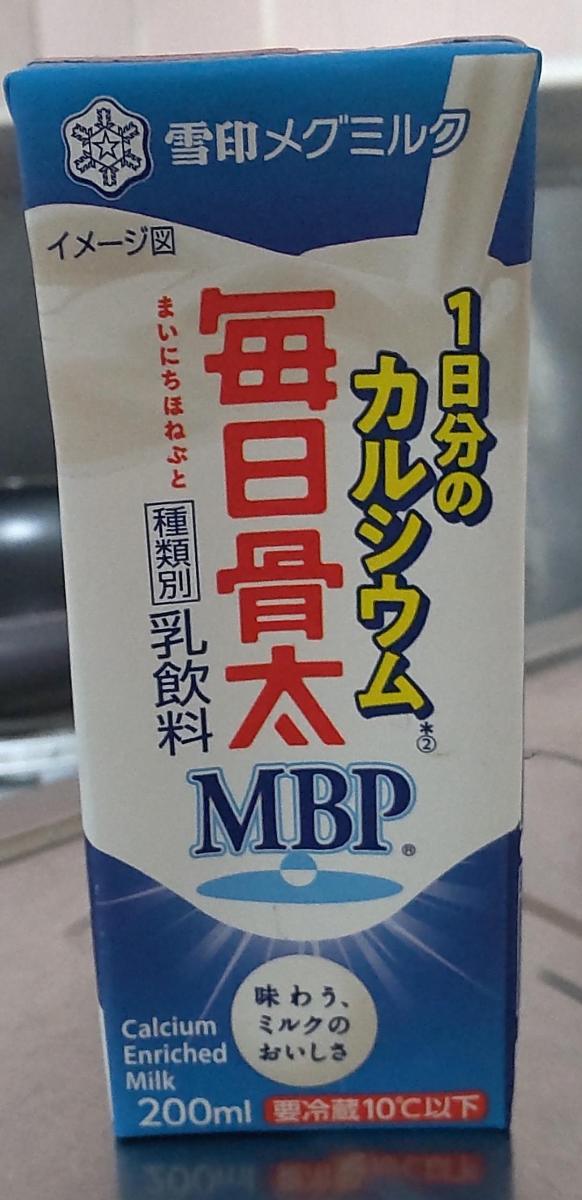 雪印メグミルク
イメージ図
1日分の
カルシウム
*②
毎日骨太
まいにちほねぶと
種類別
乳飲料
MBP®
味わう、
ミルクの
おいしさ
Calcium
Enriched
Milk
200ml
要冷蔵10℃以下